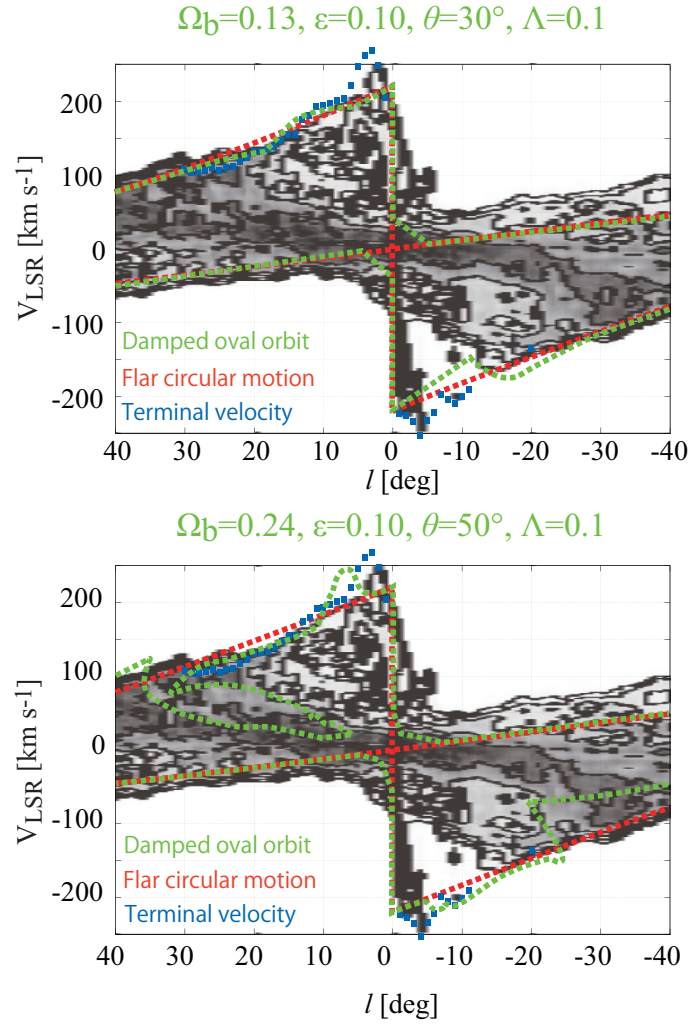 Ωb=0.13, ε=0.10, θ=30°, Λ=0.1
200
100
0
-100
-200
VLSR [km s-1]
Damped oval orbit
Flar circular motion
Terminal velocity
40 30 20 10 0 -10 -20 -30 -40
l [deg]
Ωb=0.24, ε=0.10, θ=50°, Λ=0.1
200
100
0
-100
-200
VLSR [km s-1]
Damped oval orbit
Flar circular motion
Terminal velocity
40 30 20 10 0 -10 -20 -30 -40
l [deg]